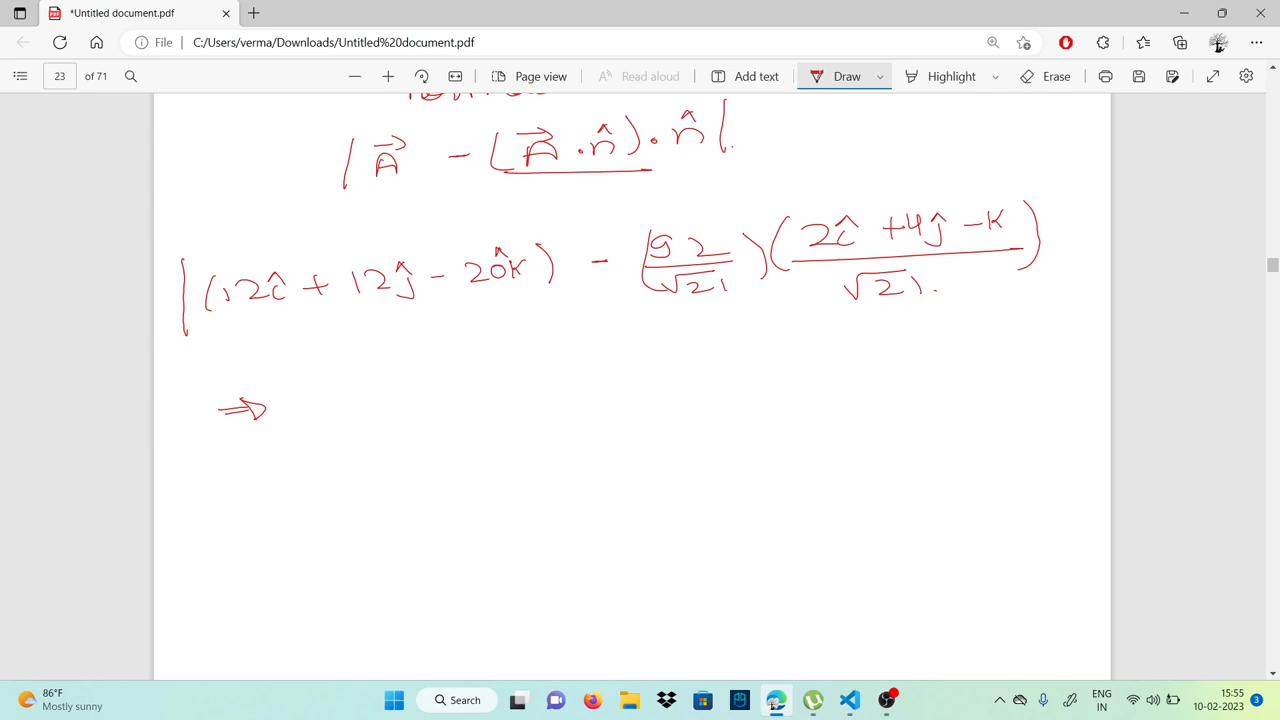 *Untitled document.pdf
File C:/Users/verma/Downloads/Untitled%20document.pdf
23 of 71 Page view Read aloud Add text Draw Highlight Erase
|A⃗ - (A⃗ . n̂) . n̂|
|(12î + 12ĵ - 20k̂) - (92/√21)(2î + 4ĵ - k/√21)
⇒
86°F
Mostly sunny
Search
ENG
IN
15:55
10-02-2023
3